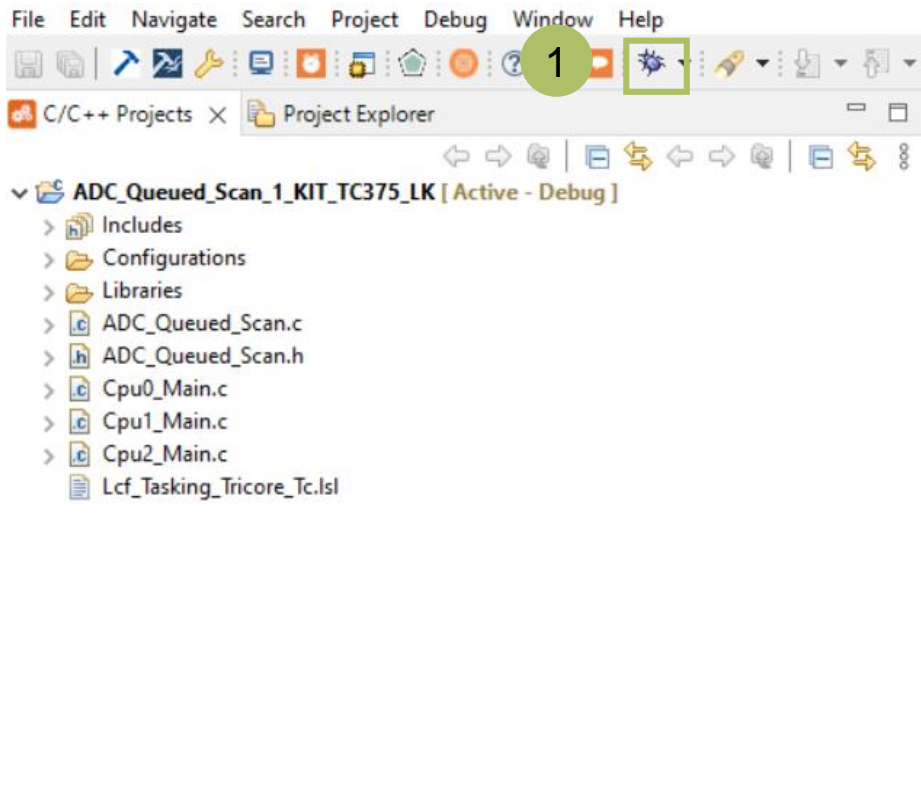 File Edit Navigate Search Project Debug Window Help
1
C/C++ Projects Project Explorer
ADC_Queued_Scan_1_KIT_TC375_LK [ Active - Debug ]
Includes
Configurations
Libraries
ADC_Queued_Scan.c
ADC_Queued_Scan.h
Cpu0_Main.c
Cpu1_Main.c
Cpu2_Main.c
Lcf_Tasking_Tricore_Tc.lsl